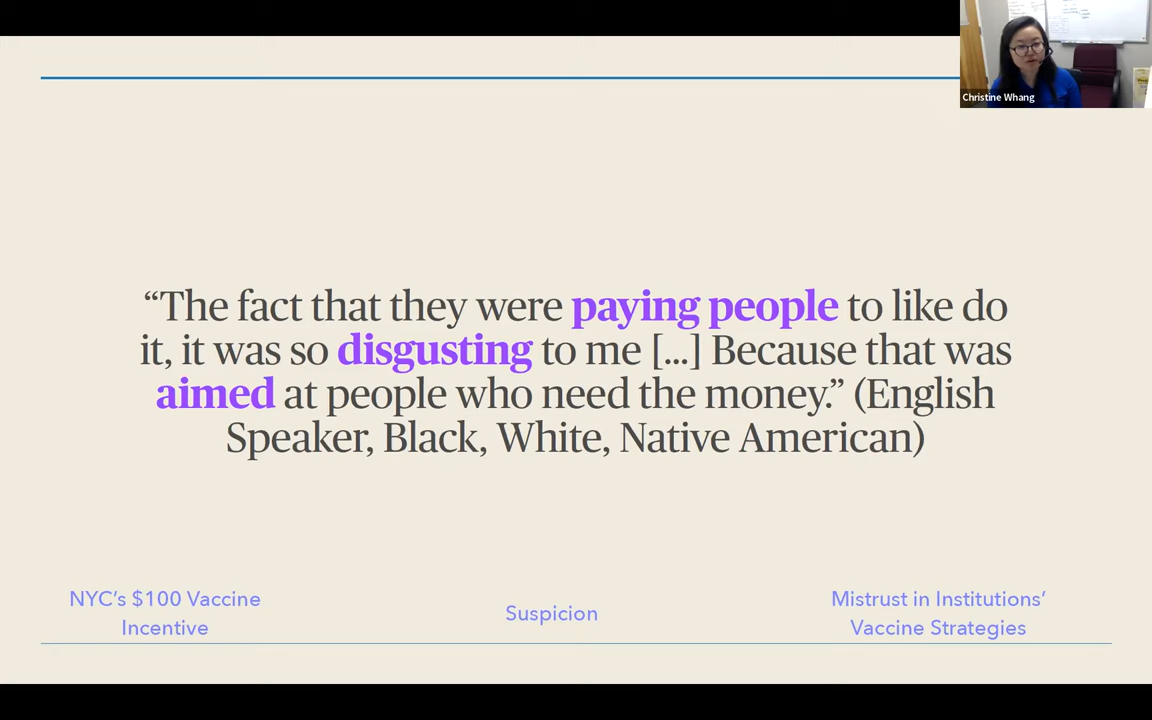 Christine Whang
“The fact that they were paying people to like do
it, it was so disgusting to me [...] Because that was
aimed at people who need the money.” (English
Speaker, Black, White, Native American)
NYC’s $100 Vaccine
Incentive
Suspicion
Mistrust in Institutions’
Vaccine Strategies